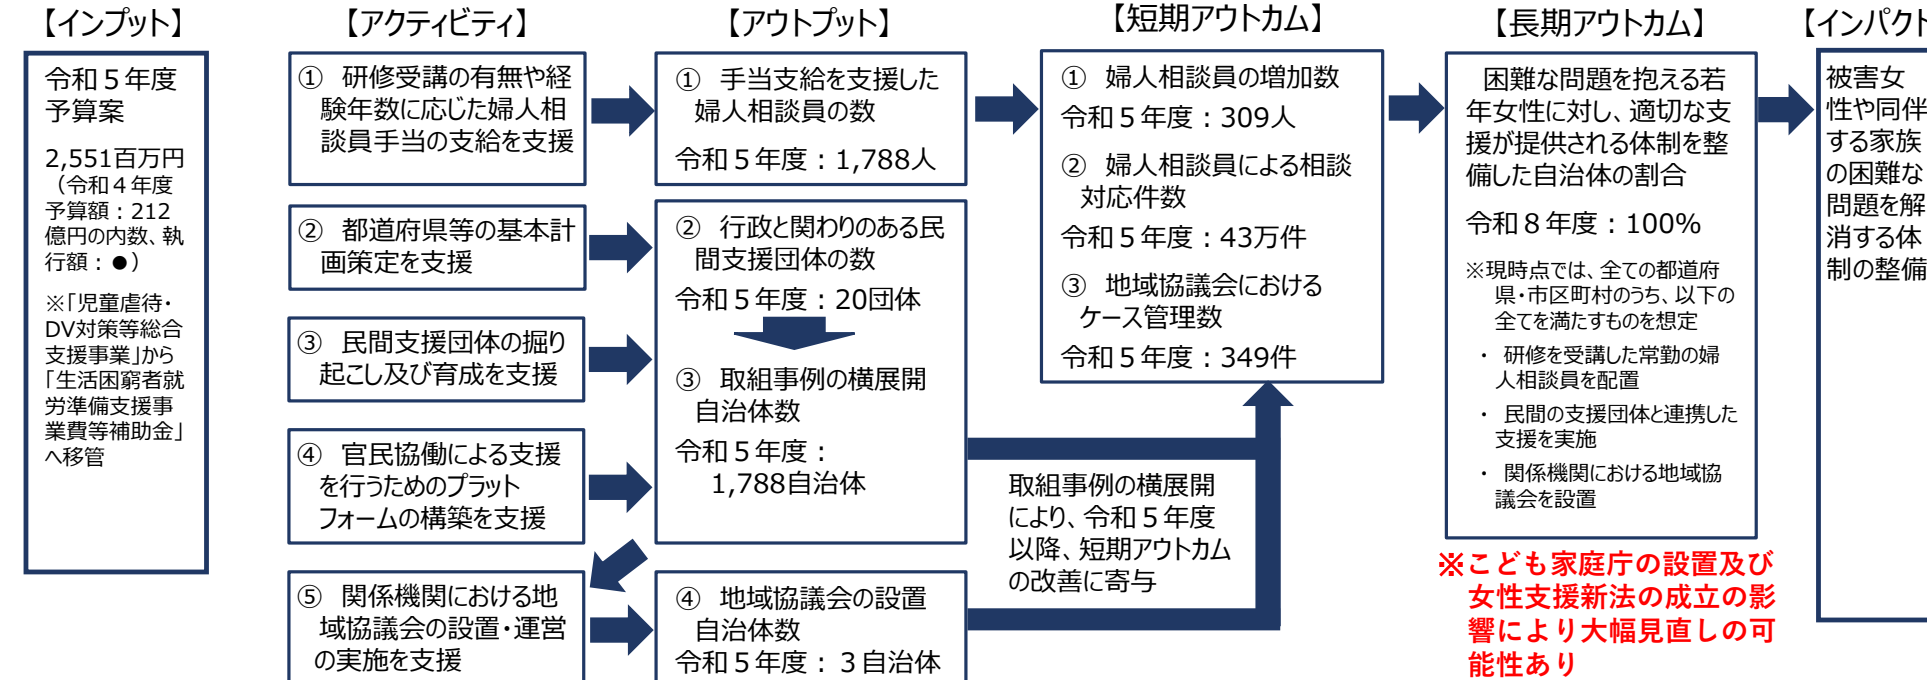 【インプット】
令和５年度
予算案
2,551百万円
（令和４年度
予算額：212
億円の内数、執
行額：●）
※「児童虐待・
DV対策等総合
支援事業」から
「生活困窮者就
労準備支援事
業費等補助金」
へ移管
【アクティビティ】
① 研修受講の有無や経
験年数に応じた婦人相
談員手当の支給を支援
② 都道府県等の基本計
画策定を支援
③ 民間支援団体の掘り
起こし及び育成を支援
④ 官民協働による支援
を行うためのプラット
フォームの構築を支援
⑤ 関係機関における地
域協議会の設置・運営
の実施を支援
【アウトプット】
① 手当支給を支援した
婦人相談員の数
令和５年度：1,788人
② 行政と関わりのある民
間支援団体の数
令和５年度：20団体
③ 取組事例の横展開
自治体数
令和５年度：
1,788自治体
④ 地域協議会の設置
自治体数
令和５年度：３自治体
【短期アウトカム】
① 婦人相談員の増加数
令和５年度：309人
② 婦人相談員による相談
対応件数
令和５年度：43万件
③ 地域協議会における
ケース管理数
令和５年度：349件
取組事例の横展開
により、令和５年度
以降、短期アウトカム
の改善に寄与
【長期アウトカム】
困難な問題を抱える若
年女性に対し、適切な支
援が提供される体制を整
備した自治体の割合
令和８年度：100%
※現時点では、全ての都道府
県・市区町村のうち、以下の
全てを満たすものを想定
・ 研修を受講した常勤の婦
人相談員を配置
・ 民間の支援団体と連携した
支援を実施
・ 関係機関における地域協
議会を設置
※こども家庭庁の設置及び
女性支援新法の成立の影
響により大幅見直しの可
能性あり
【インパクト
被害女
性や同伴
する家族
の困難な
問題を解
消する体
制の整備